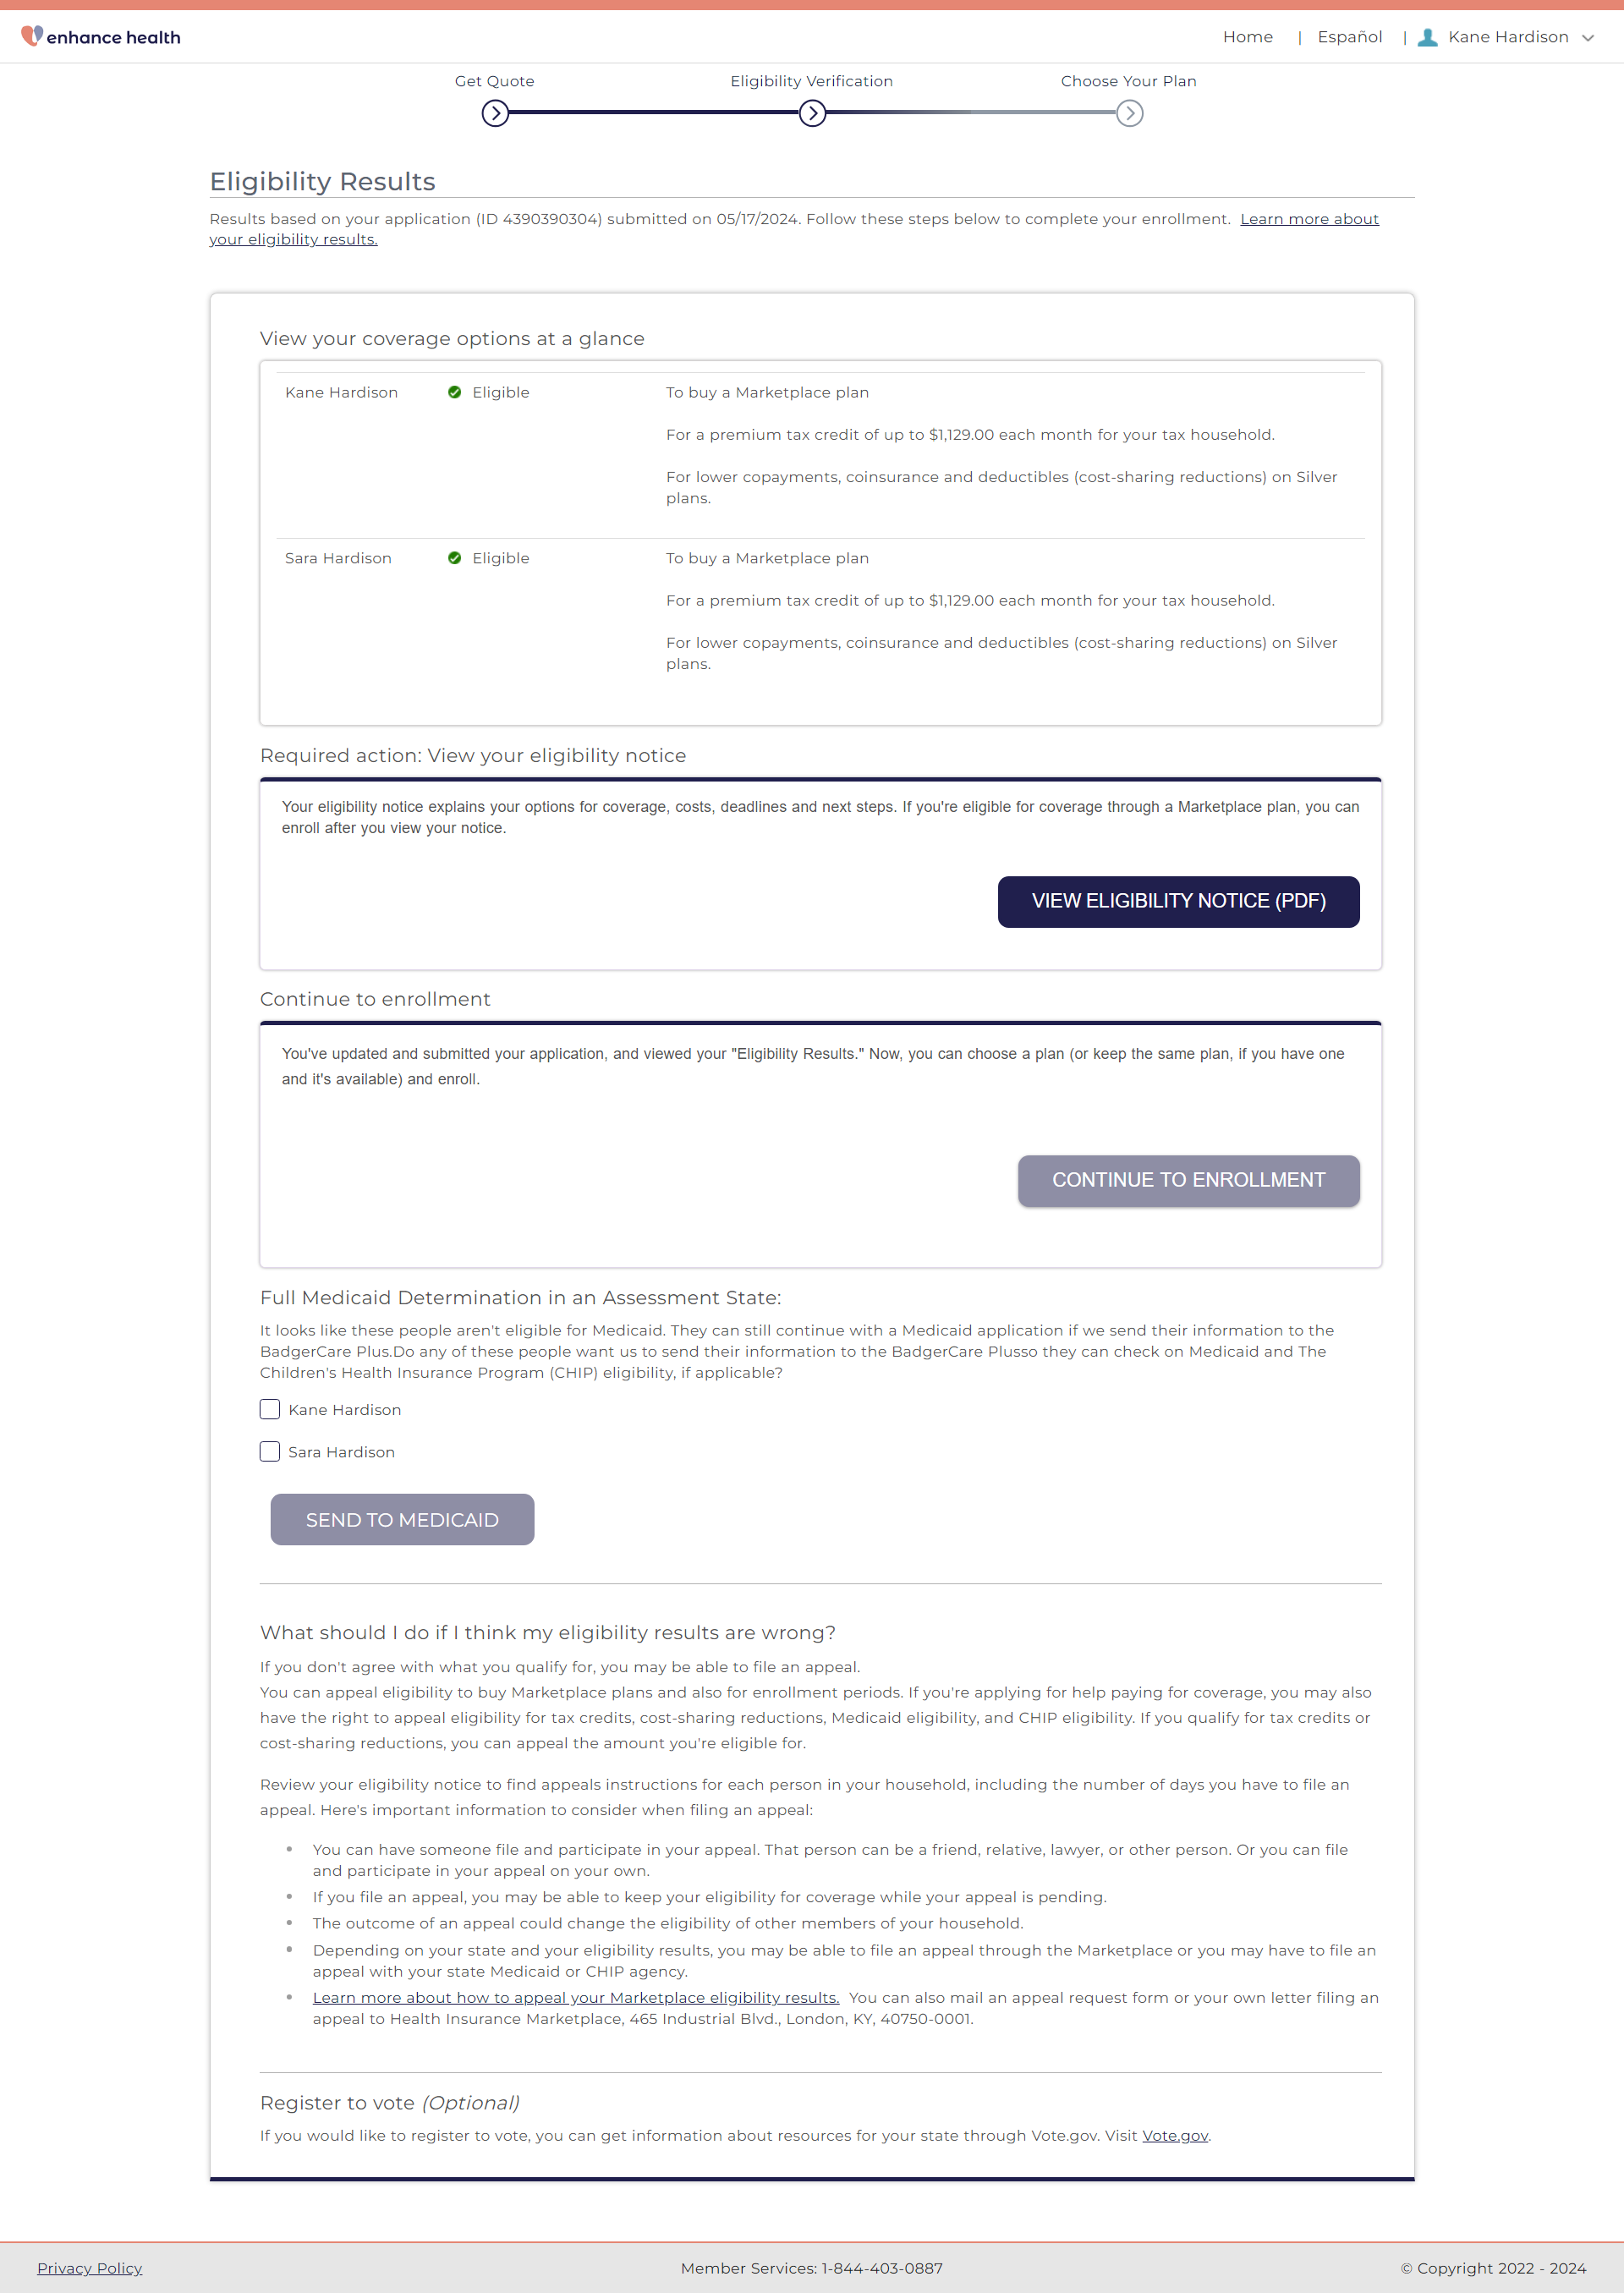 enhance health
Home | Español | Kane Hardison
Get Quote Eligibility Verification Choose Your Plan
Eligibility Results
Results based on your application (ID 4390390304) submitted on 05/17/2024. Follow these steps below to complete your enrollment. Learn more about
your eligibility results.
View your coverage options at a glance
Kane Hardison Eligible To buy a Marketplace plan
For a premium tax credit of up to $1,129.00 each month for your tax household.
For lower copayments, coinsurance and deductibles (cost-sharing reductions) on Silver
plans.
Sara Hardison Eligible To buy a Marketplace plan
For a premium tax credit of up to $1,129.00 each month for your tax household.
For lower copayments, coinsurance and deductibles (cost-sharing reductions) on Silver
plans.
Required action: View your eligibility notice
Your eligibility notice explains your options for coverage, costs, deadlines and next steps. If you're eligible for coverage through a Marketplace plan, you can
enroll after you view your notice.
VIEW ELIGIBILITY NOTICE (PDF)
Continue to enrollment
You've updated and submitted your application, and viewed your "Eligibility Results." Now, you can choose a plan (or keep the same plan, if you have one
and it's available) and enroll.
CONTINUE TO ENROLLMENT
Full Medicaid Determination in an Assessment State:
It looks like these people aren't eligible for Medicaid. They can still continue with a Medicaid application if we send their information to the
BadgerCare Plus.Do any of these people want us to send their information to the BadgerCare Plusso they can check on Medicaid and The
Children's Health Insurance Program (CHIP) eligibility, if applicable?
Kane Hardison
Sara Hardison
SEND TO MEDICAID
What should I do if I think my eligibility results are wrong?
If you don't agree with what you qualify for, you may be able to file an appeal.
You can appeal eligibility to buy Marketplace plans and also for enrollment periods. If you're applying for help paying for coverage, you may also
have the right to appeal eligibility for tax credits, cost-sharing reductions, Medicaid eligibility, and CHIP eligibility. If you qualify for tax credits or
cost-sharing reductions, you can appeal the amount you're eligible for.
Review your eligibility notice to find appeals instructions for each person in your household, including the number of days you have to file an
appeal. Here's important information to consider when filing an appeal:
• You can have someone file and participate in your appeal. That person can be a friend, relative, lawyer, or other person. Or you can file
and participate in your appeal on your own.
• If you file an appeal, you may be able to keep your eligibility for coverage while your appeal is pending.
• The outcome of an appeal could change the eligibility of other members of your household.
• Depending on your state and your eligibility results, you may be able to file an appeal through the Marketplace or you may have to file an
appeal with your state Medicaid or CHIP agency.
• Learn more about how to appeal your Marketplace eligibility results. You can also mail an appeal request form or your own letter filing an
appeal to Health Insurance Marketplace, 465 Industrial Blvd., London, KY, 40750-0001.
Register to vote (Optional)
If you would like to register to vote, you can get information about resources for your state through Vote.gov. Visit Vote.gov.
Privacy Policy Member Services: 1-844-403-0887 © Copyright 2022 - 2024